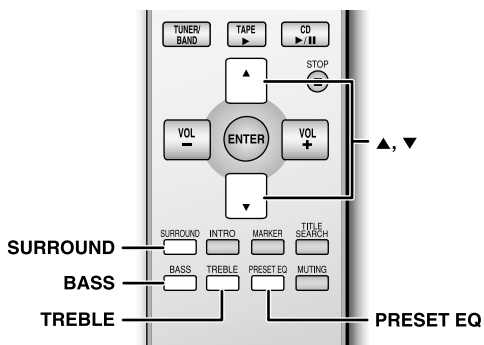 TUNER/
BAND
TAPE
▶
CD
▶/II
STOP
▲
VOL
−
ENTER
VOL
+
▲, ▼
▼
SURROUND
INTRO
MARKER
TITLE
SEARCH
SURROUND
BASS
TREBLE
PRESET EQ
MUTING
BASS
TREBLE
PRESET EQ